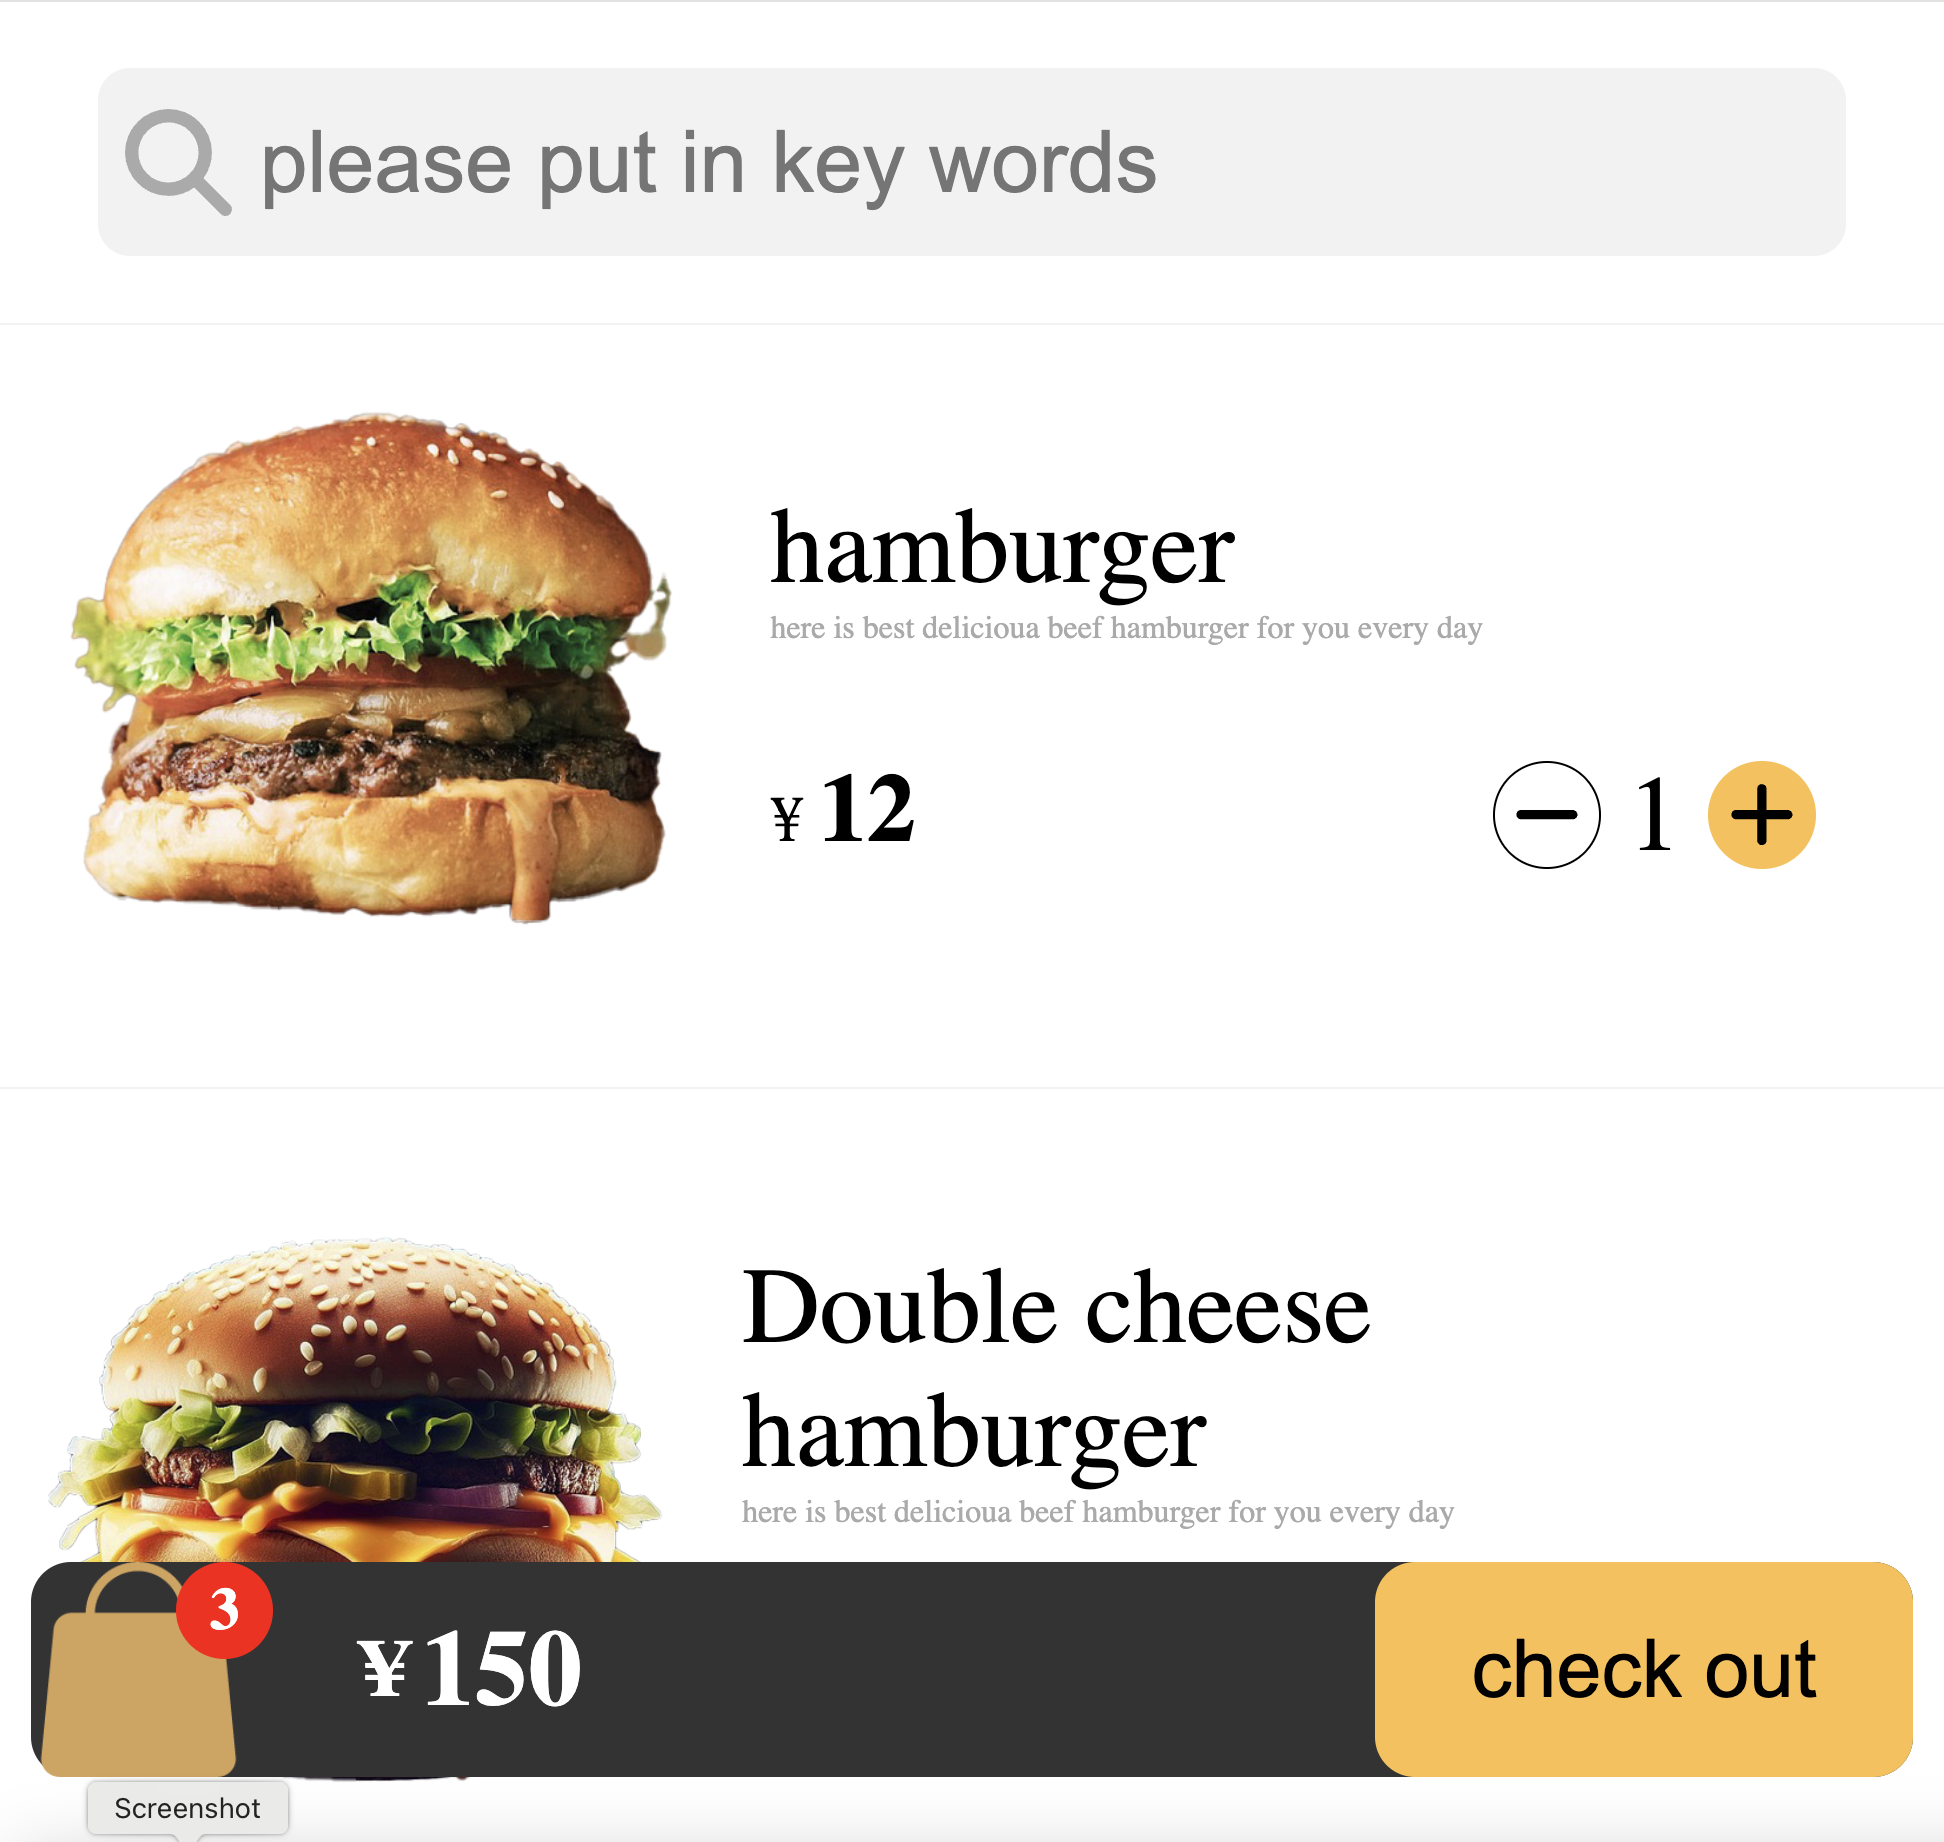 please put in key words
hamburger
here is best delicioua beef hamburger for you every day
¥ 12
1
Double cheese
hamburger
here is best delicioua beef hamburger for you every day
3
¥150
check out
Screenshot